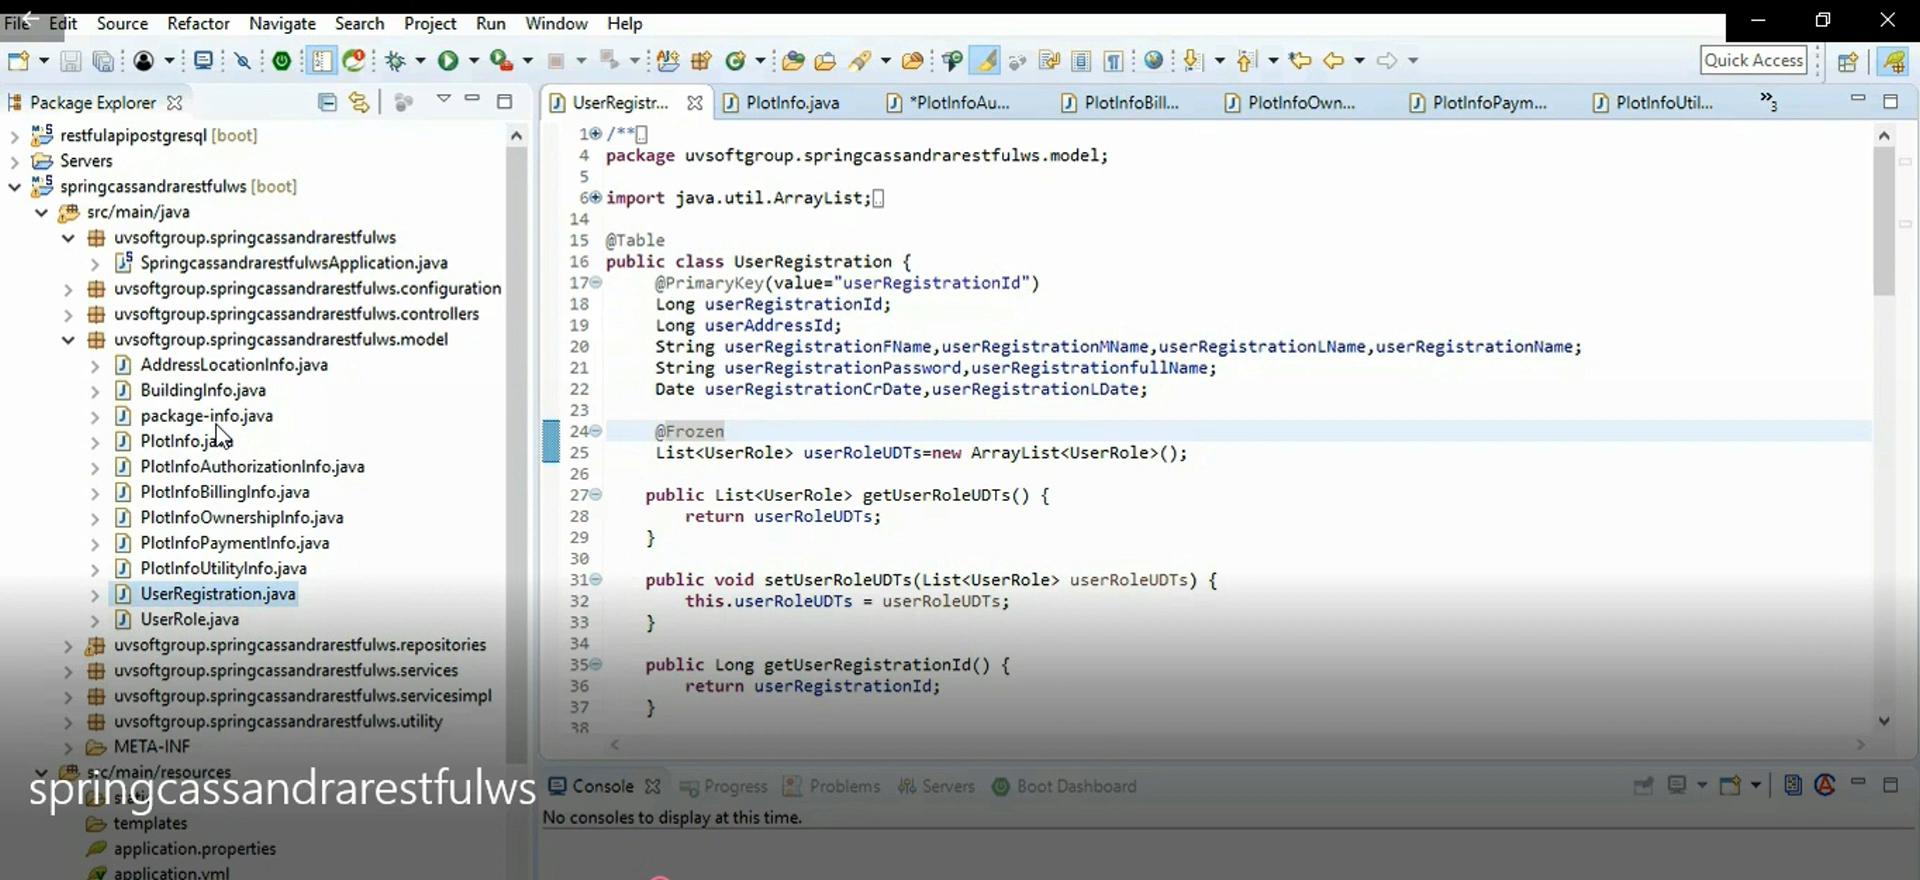 File Edit Source Refactor Navigate Search Project Run Window Help
Quick Access
Package Explorer
restfulapipostgresql [boot]
Servers
springcassandrarestfulws [boot]
src/main/java
uvsoftgroup.springcassandrarestfulws
SpringcassandrarestfulwsApplication.java
uvsoftgroup.springcassandrarestfulws.configuration
uvsoftgroup.springcassandrarestfulws.controllers
uvsoftgroup.springcassandrarestfulws.model
AddressLocationInfo.java
BuildingInfo.java
package-info.java
PlotInfo.java
PlotInfoAuthorizationInfo.java
PlotInfoBillingInfo.java
PlotInfoOwnershipInfo.java
PlotInfoPaymentInfo.java
PlotInfoUtilityInfo.java
UserRegistration.java
UserRole.java
uvsoftgroup.springcassandrarestfulws.repositories
uvsoftgroup.springcassandrarestfulws.services
uvsoftgroup.springcassandrarestfulws.servicesimpl
uvsoftgroup.springcassandrarestfulws.utility
META-INF
src/main/resources
springcassandrarestfulws
templates
application.properties
application.yml
UserRegistr... PlotInfo.java *PlotInfoAu... PlotInfoBill... PlotInfoOwn... PlotInfoPaym... PlotInfoUtil... »3
1 /**
4 package uvsoftgroup.springcassandrarestfulws.model;
5
6 import java.util.ArrayList;
14
15 @Table
16 public class UserRegistration {
17 @PrimaryKey(value="userRegistrationId")
18 Long userRegistrationId;
19 Long userAddressId;
20 String userRegistrationFName,userRegistrationMName,userRegistrationLName,userRegistrationName;
21 String userRegistrationPassword,userRegistrationfullName;
22 Date userRegistrationCrDate,userRegistrationLDate;
23
24 @Frozen
25 List<UserRole> userRoleUDTs=new ArrayList<UserRole>();
26
27 public List<UserRole> getUserRoleUDTs() {
28 return userRoleUDTs;
29 }
30
31 public void setUserRoleUDTs(List<UserRole> userRoleUDTs) {
32 this.userRoleUDTs = userRoleUDTs;
33 }
34
35 public Long getUserRegistrationId() {
36 return userRegistrationId;
37 }
38
Console Progress Problems Servers Boot Dashboard
No consoles to display at this time.